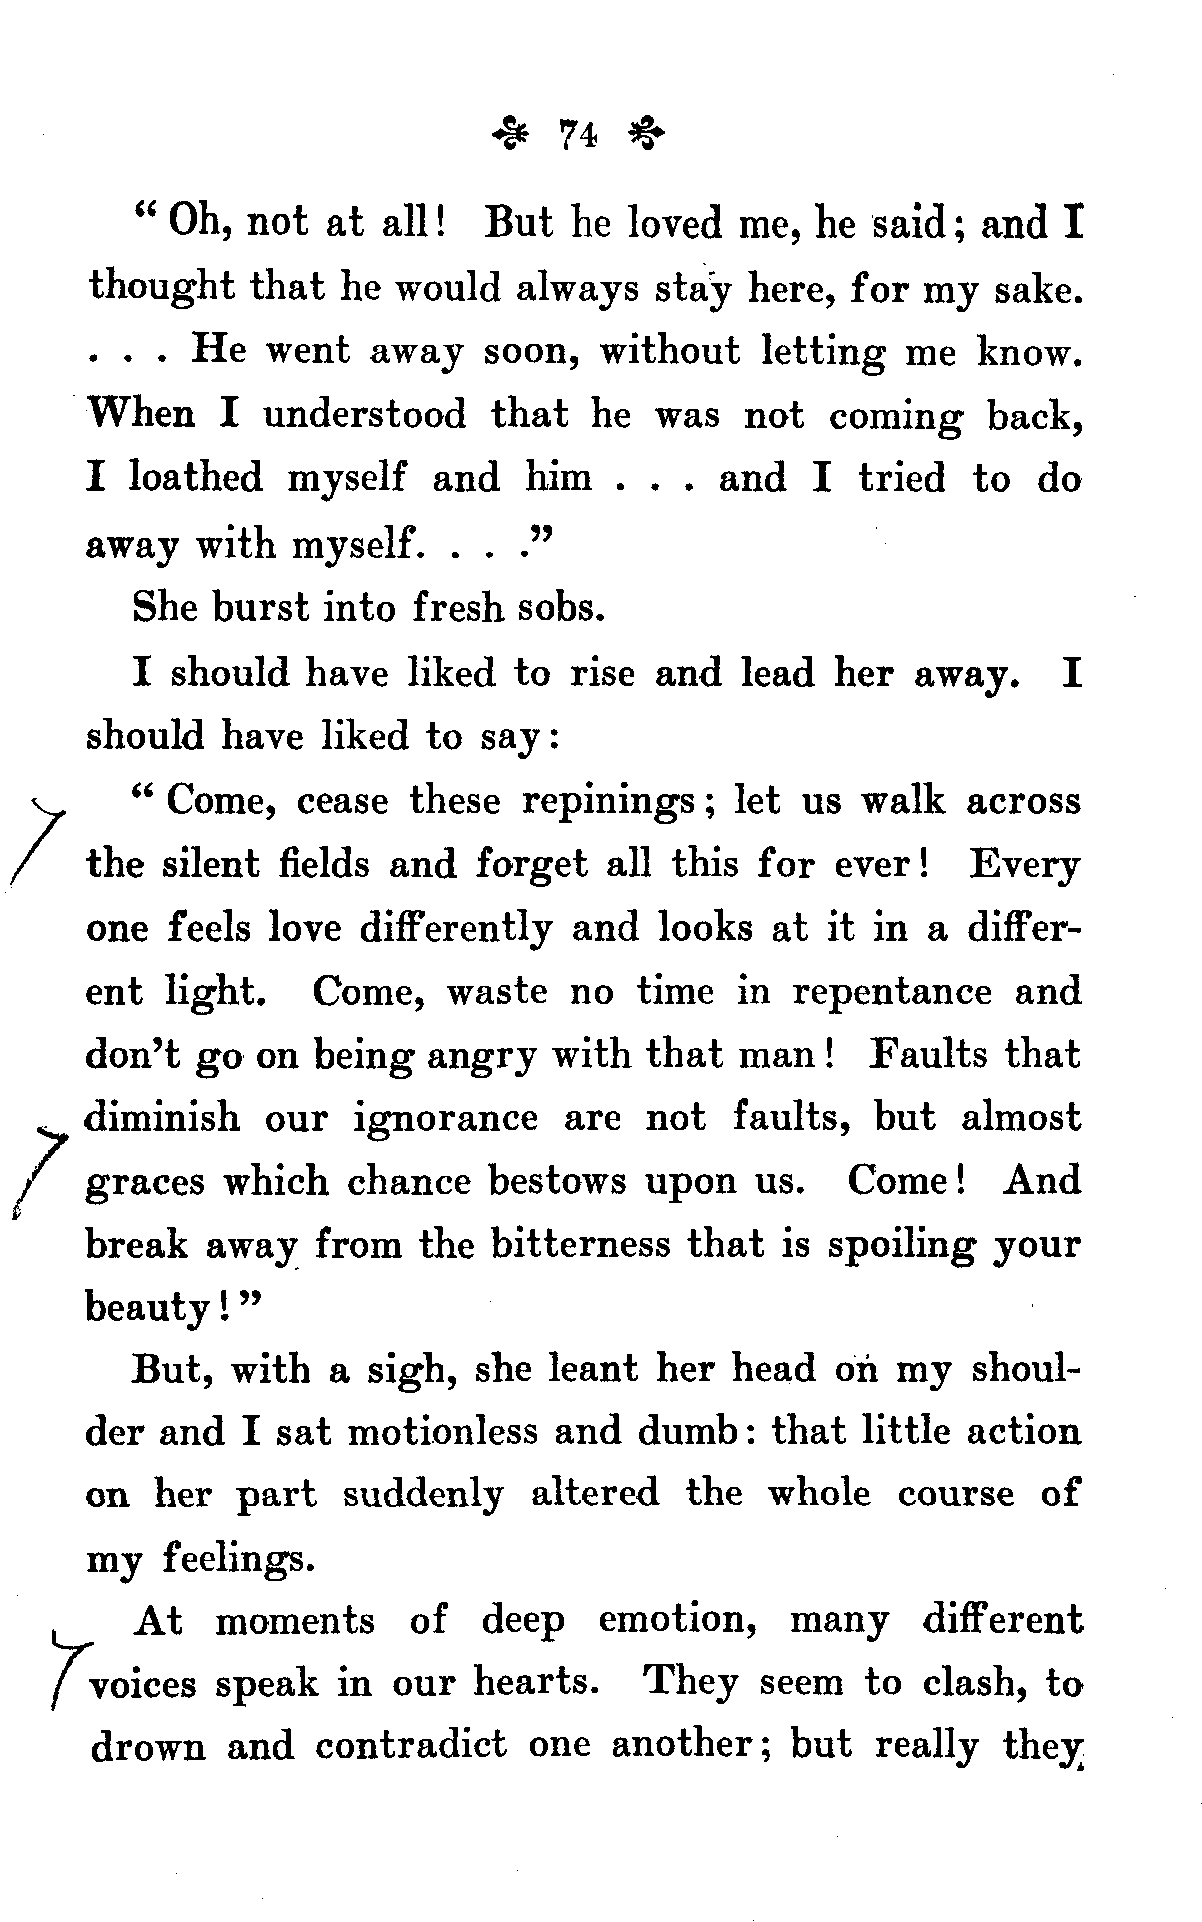 74
“ Oh, not at all! But he loved me, he said; and I
thought that he would always stay here, for my sake.
. . . He went away soon, without letting me know.
When I understood that he was not coming back,
I loathed myself and him . . . and I tried to do
away with myself. . . .”
She burst into fresh sobs.
I should have liked to rise and lead her away. I
should have liked to say:
“ Come, cease these repinings; let us walk across
the silent fields and forget all this for ever! Every
one feels love differently and looks at it in a differ-
ent light. Come, waste no time in repentance and
don’t go on being angry with that man! Faults that
diminish our ignorance are not faults, but almost
graces which chance bestows upon us. Come! And
break away from the bitterness that is spoiling your
beauty!”
But, with a sigh, she leant her head on my shoul-
der and I sat motionless and dumb: that little action
on her part suddenly altered the whole course of
my feelings.
At moments of deep emotion, many different
voices speak in our hearts. They seem to clash, to
drown and contradict one another; but really they